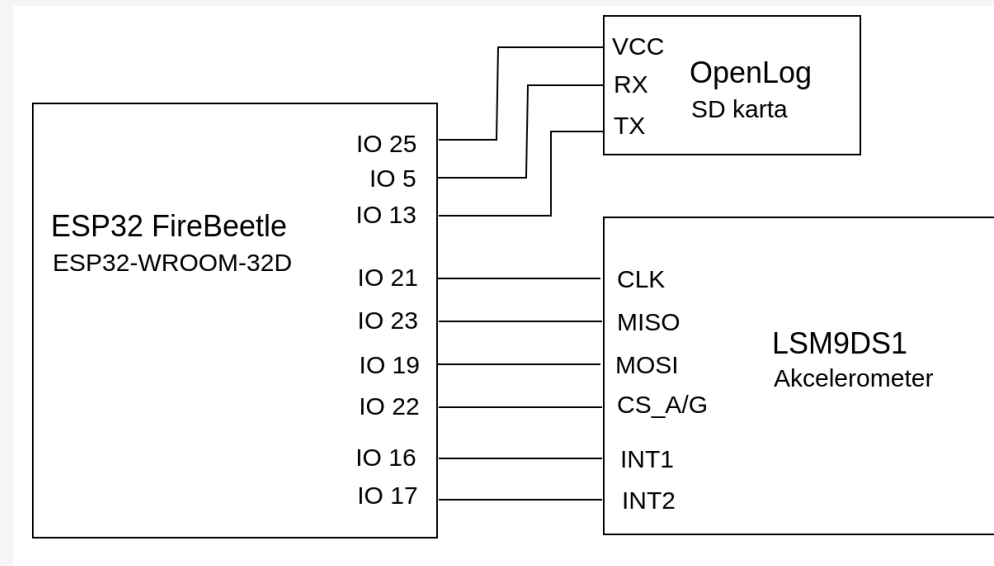 ESP32 FireBeetle
ESP32-WROOM-32D
IO 25
IO 5
IO 13
IO 21
IO 23
IO 19
IO 22
IO 16
IO 17
VCC
RX
TX
OpenLog
SD karta
CLK
MISO
MOSI
CS_A/G
INT1
INT2
LSM9DS1
Akcelerometer